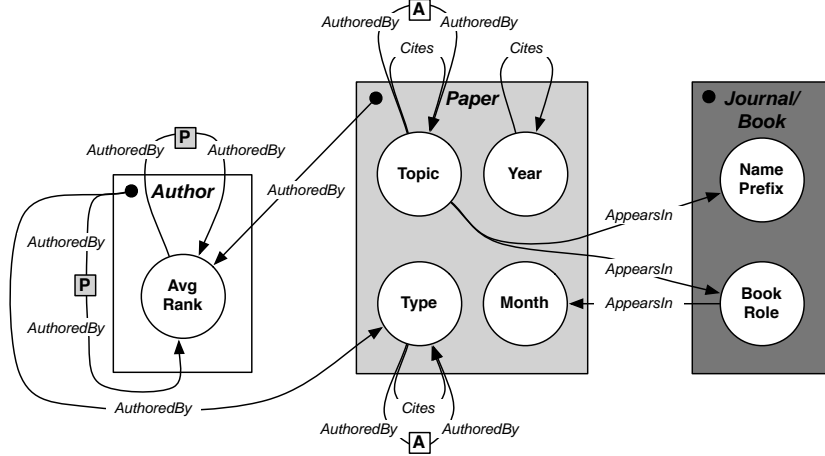 A
AuthoredBy
AuthoredBy
Cites
Cites
Paper
Journal/
Book
P
AuthoredBy
AuthoredBy
Topic
Year
Name
Prefix
AuthoredBy
Author
AppearsIn
AuthoredBy
P
Avg
Rank
AppearsIn
Type
Month
AppearsIn
Book
Role
AuthoredBy
AuthoredBy
Cites
AuthoredBy
AuthoredBy
A